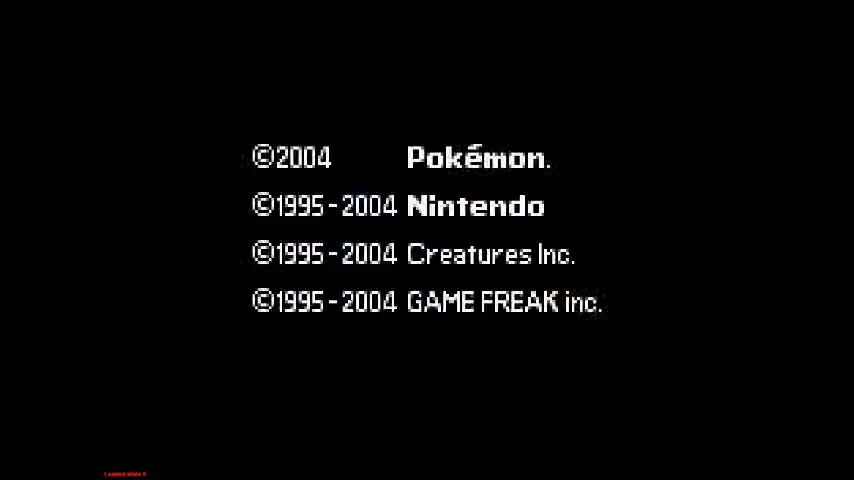 ©2004 Pokémon.
©1995-2004 Nintendo
©1995-2004 Creatures Inc.
©1995-2004 GAME FREAK inc.